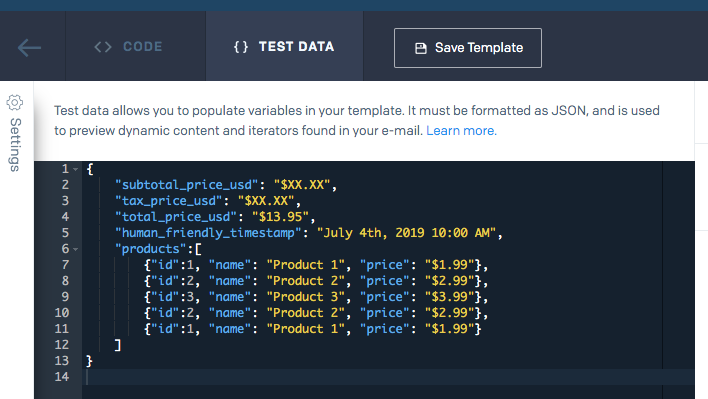 <> CODE
{} TEST DATA
Save Template
Settings
Test data allows you to populate variables in your template. It must be formatted as JSON, and is used
to preview dynamic content and iterators found in your e-mail. Learn more.
1 {
2 "subtotal_price_usd": "$XX.XX",
3 "tax_price_usd": "$XX.XX",
4 "total_price_usd": "$13.95",
5 "human_friendly_timestamp": "July 4th, 2019 10:00 AM",
6 "products":[
7 {"id":1, "name": "Product 1", "price": "$1.99"},
8 {"id":2, "name": "Product 2", "price": "$2.99"},
9 {"id":3, "name": "Product 3", "price": "$3.99"},
10 {"id":2, "name": "Product 2", "price": "$2.99"},
11 {"id":1, "name": "Product 1", "price": "$1.99"}
12 ]
13 }
14